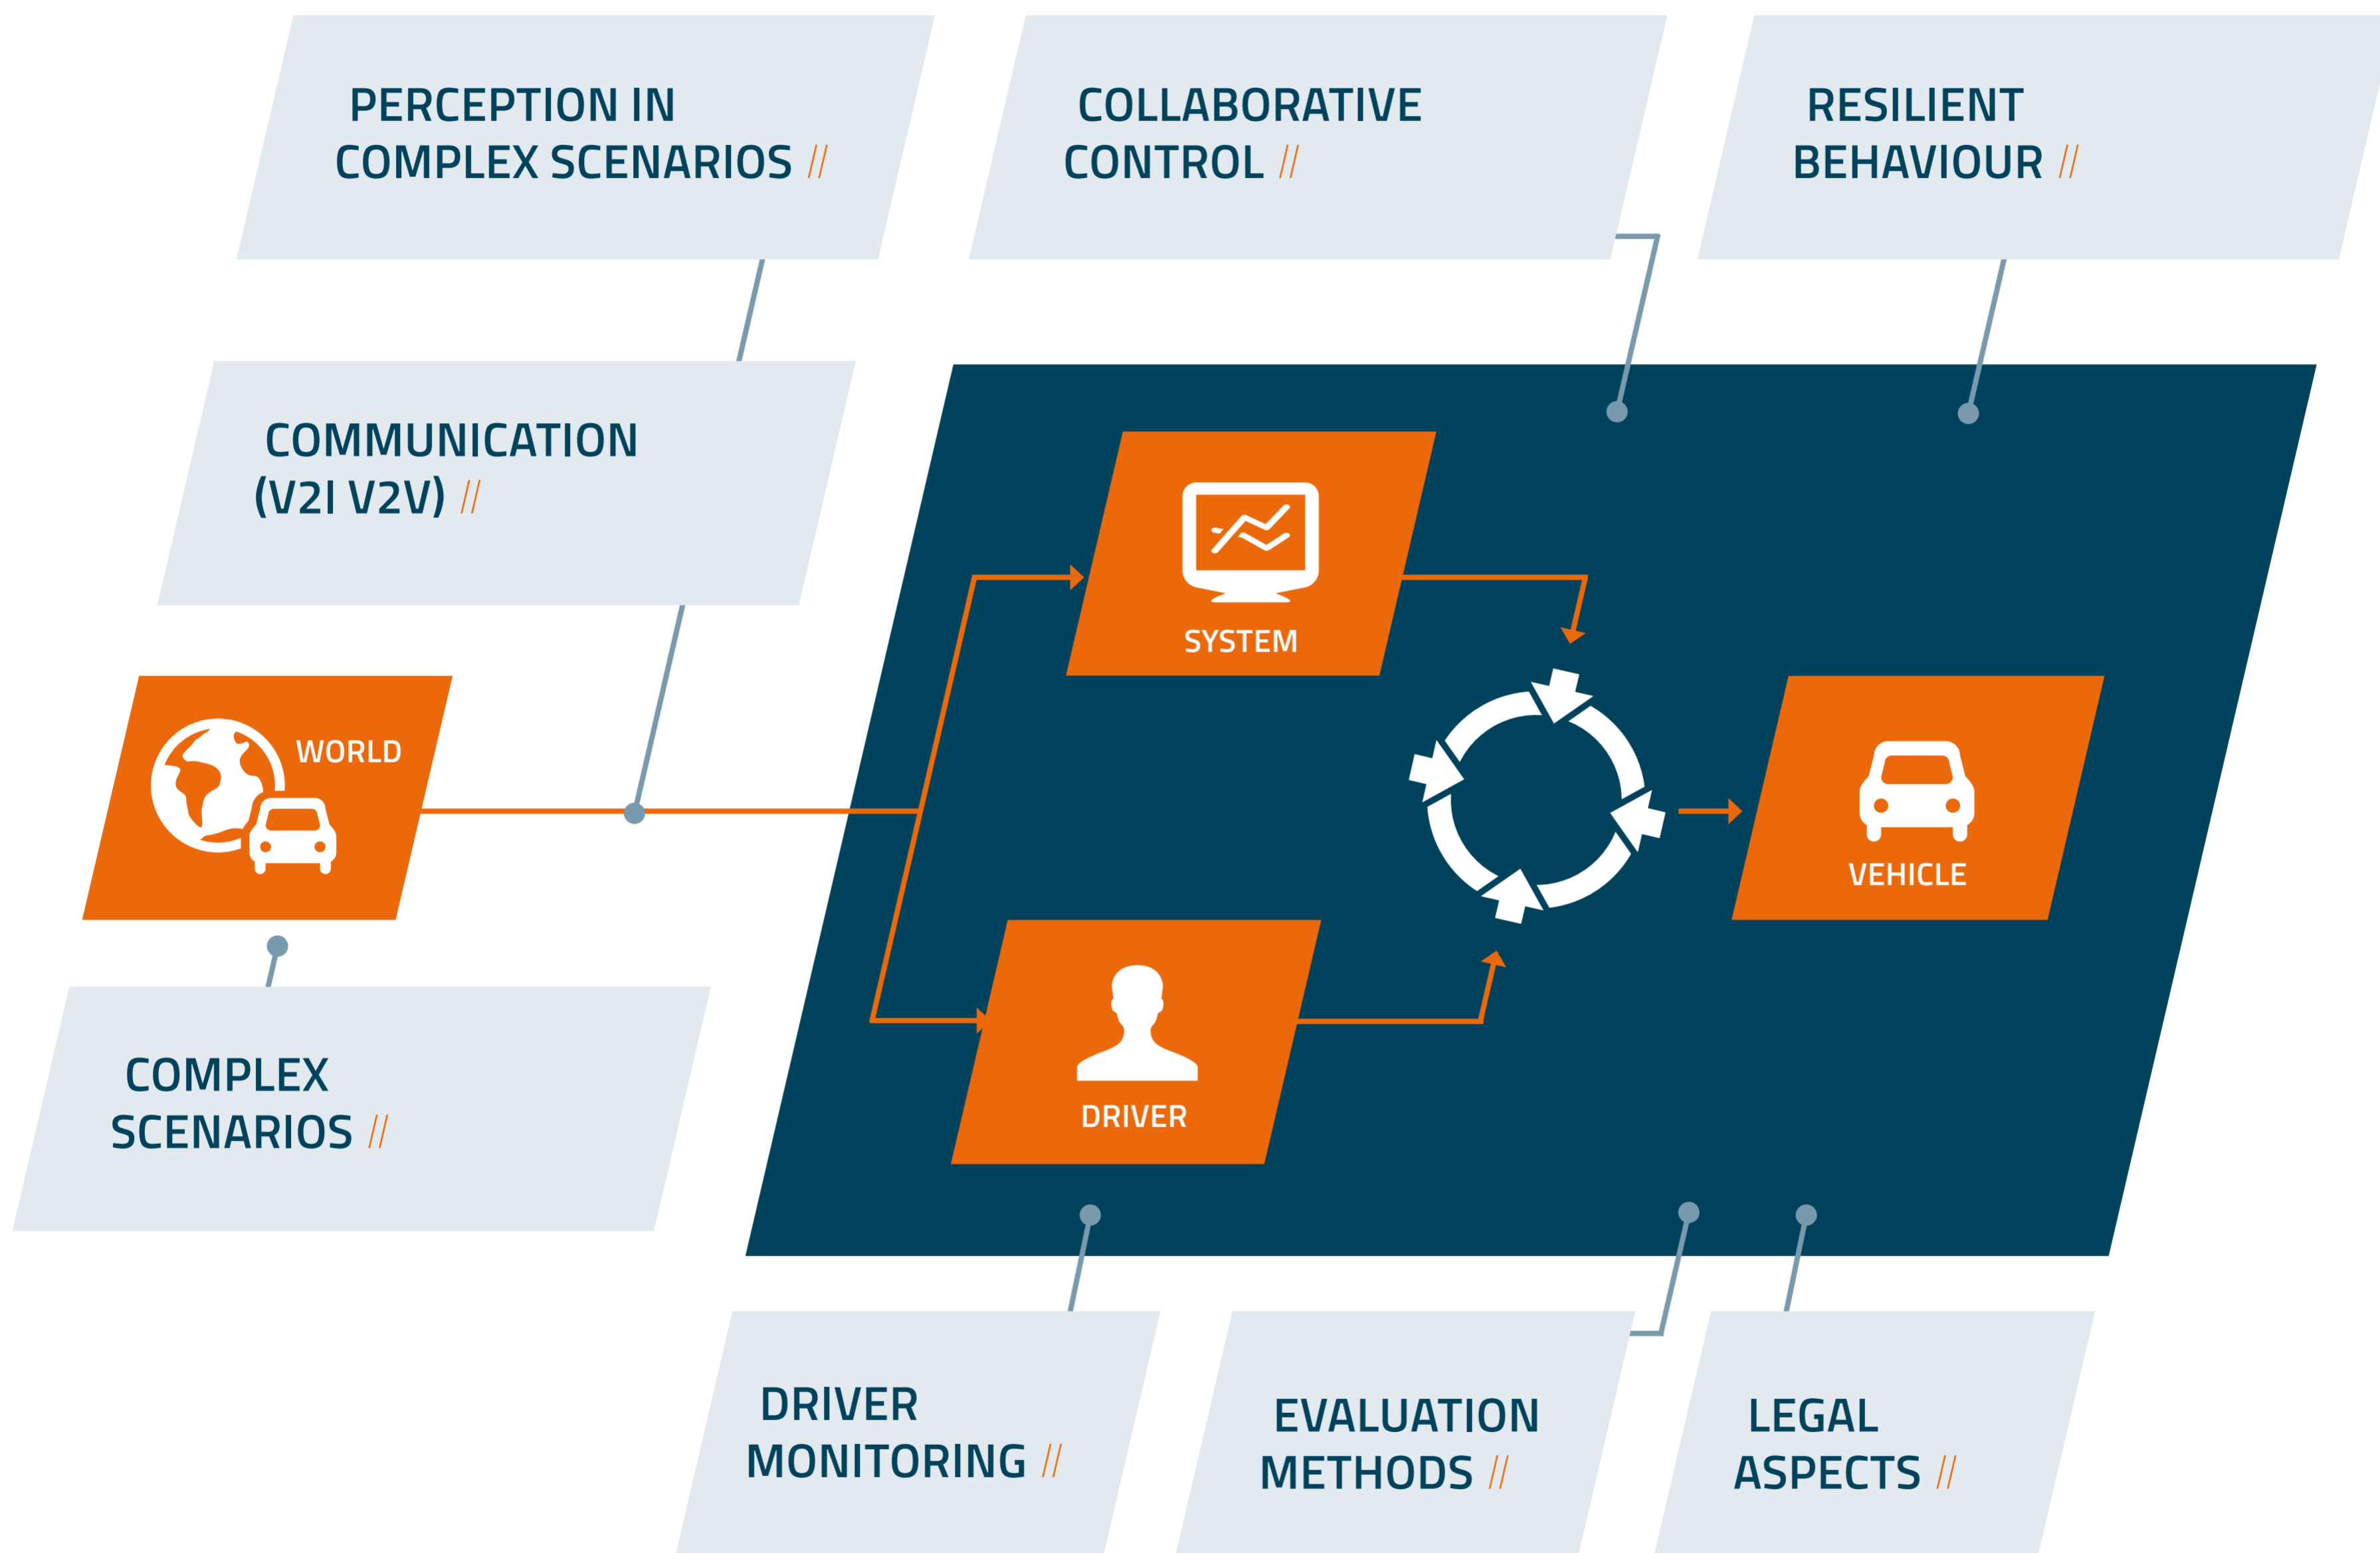 PERCEPTION IN
COMPLEX SCENARIOS //
COLLABORATIVE
CONTROL //
RESILIENT
BEHAVIOUR //
COMMUNICATION
(V2I V2V) //
SYSTEM
WORLD
VEHICLE
DRIVER
COMPLEX
SCENARIOS //
DRIVER
MONITORING //
EVALUATION
METHODS //
LEGAL
ASPECTS //